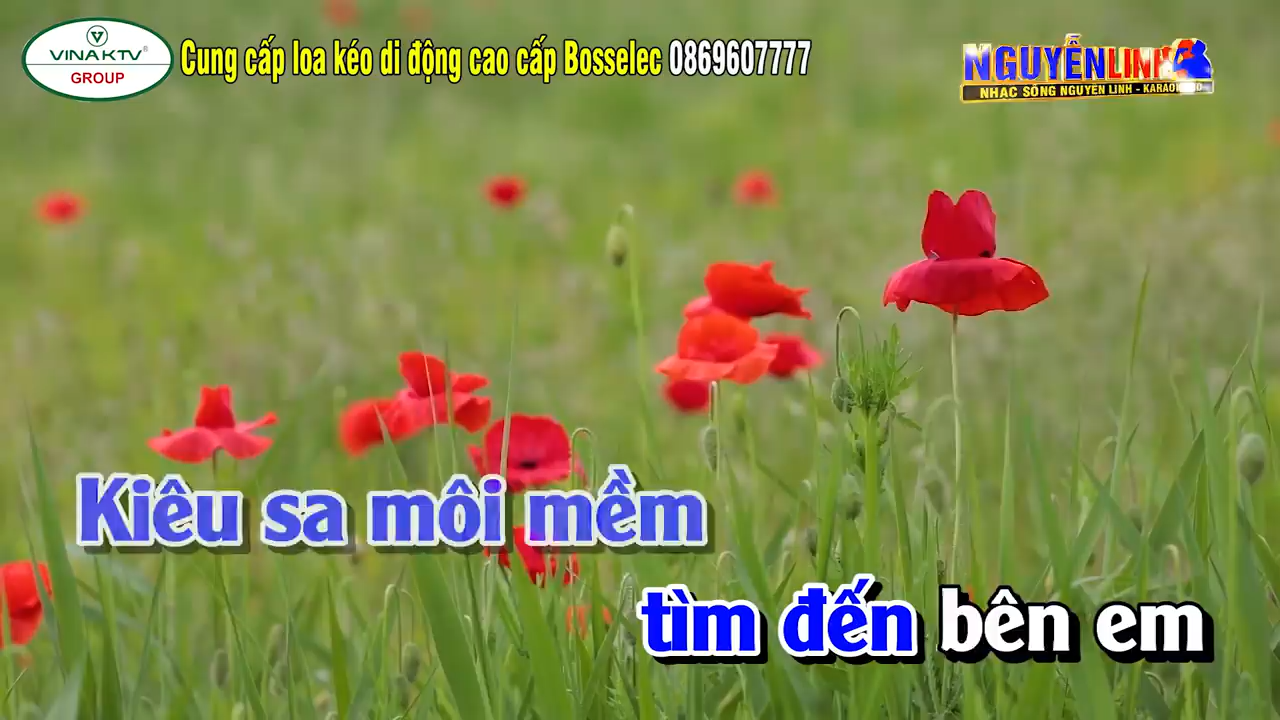 VINAKTV®
GROUP
Cung cấp loa kéo di động cao cấp Bosselec 0869607777
NGUYỄN LINH
NHẠC SỐNG NGUYỄN LINH -
Kiêu sa môi mềm
tìm đến bên em